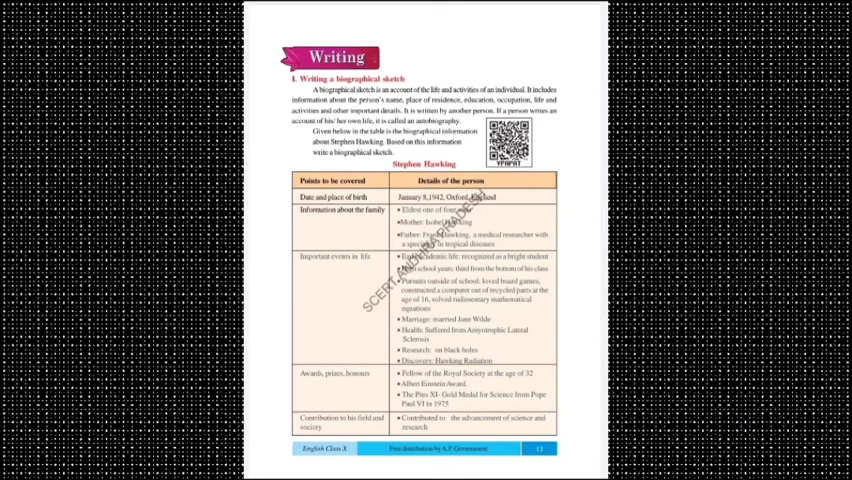 Writing
I. Writing a biographical sketch
A biographical sketch is an account of the life and activities of an individual. It includes
information about the person's name, place of residence, education, occupation, life and
activities and other important details. It is written by another person. If a person writes an
account of his/ her own life, it is called an autobiography.
Given below in the table is the biographical information
about Stephen Hawking. Based on this information
write a biographical sketch.
YPAPAT
Stephen Hawking
Points to be covered Details of the person
Date and place of birth January 8,1942, Oxford, England
Information about the family • Eldest one of four
•Mother: Isobel Hawking
•Father: Frank Hawking, a medical researcher with
a specialty in tropical diseases
Important events in life • Early academic life: recognized as a bright student
• school years: third from the bottom of his class
• Pursuits outside of school: loved board games,
constructed a computer out of recycled parts at the
age of 16, solved rudimentary mathematical
equations
• Marriage: married Jane Wilde
• Health: Suffered from Amyotrophic Lateral
Sclerosis
• Research: on black holes
• Discovery: Hawking Radiation
Awards, prizes, honours • Fellow of the Royal Society at the age of 32
• Albert Einstein Award.
• The Pius XI- Gold Medal for Science from Pope
Paul VI in 1975
Contribution to his field and • Contributed to the advancement of science and
society research
SCERT ANDHRA PRADESH
English Class X Free distribution by A.P. Government 13